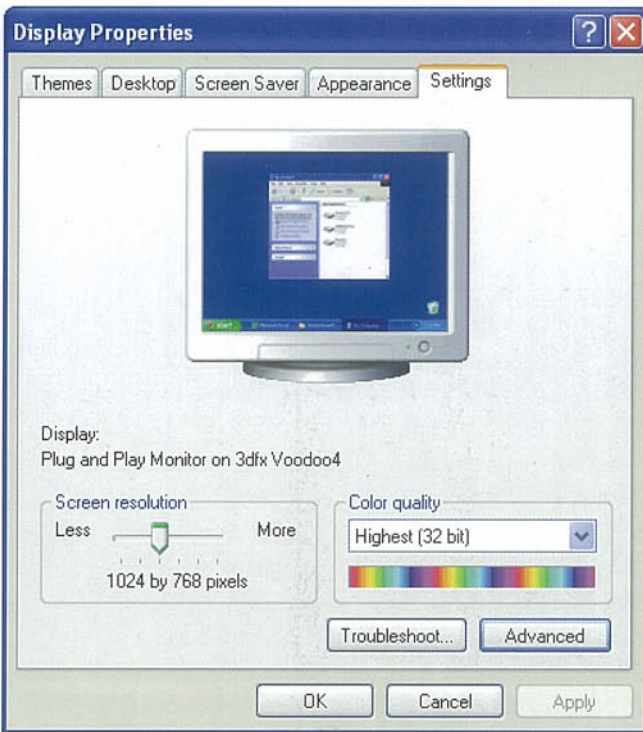 Display Properties
Themes Desktop Screen Saver Appearance Settings
Display:
Plug and Play Monitor on 3dfx Voodoo4
Screen resolution
Less More
1024 by 768 pixels
Color quality
Highest (32 bit)
Troubleshoot... Advanced
OK Cancel Apply